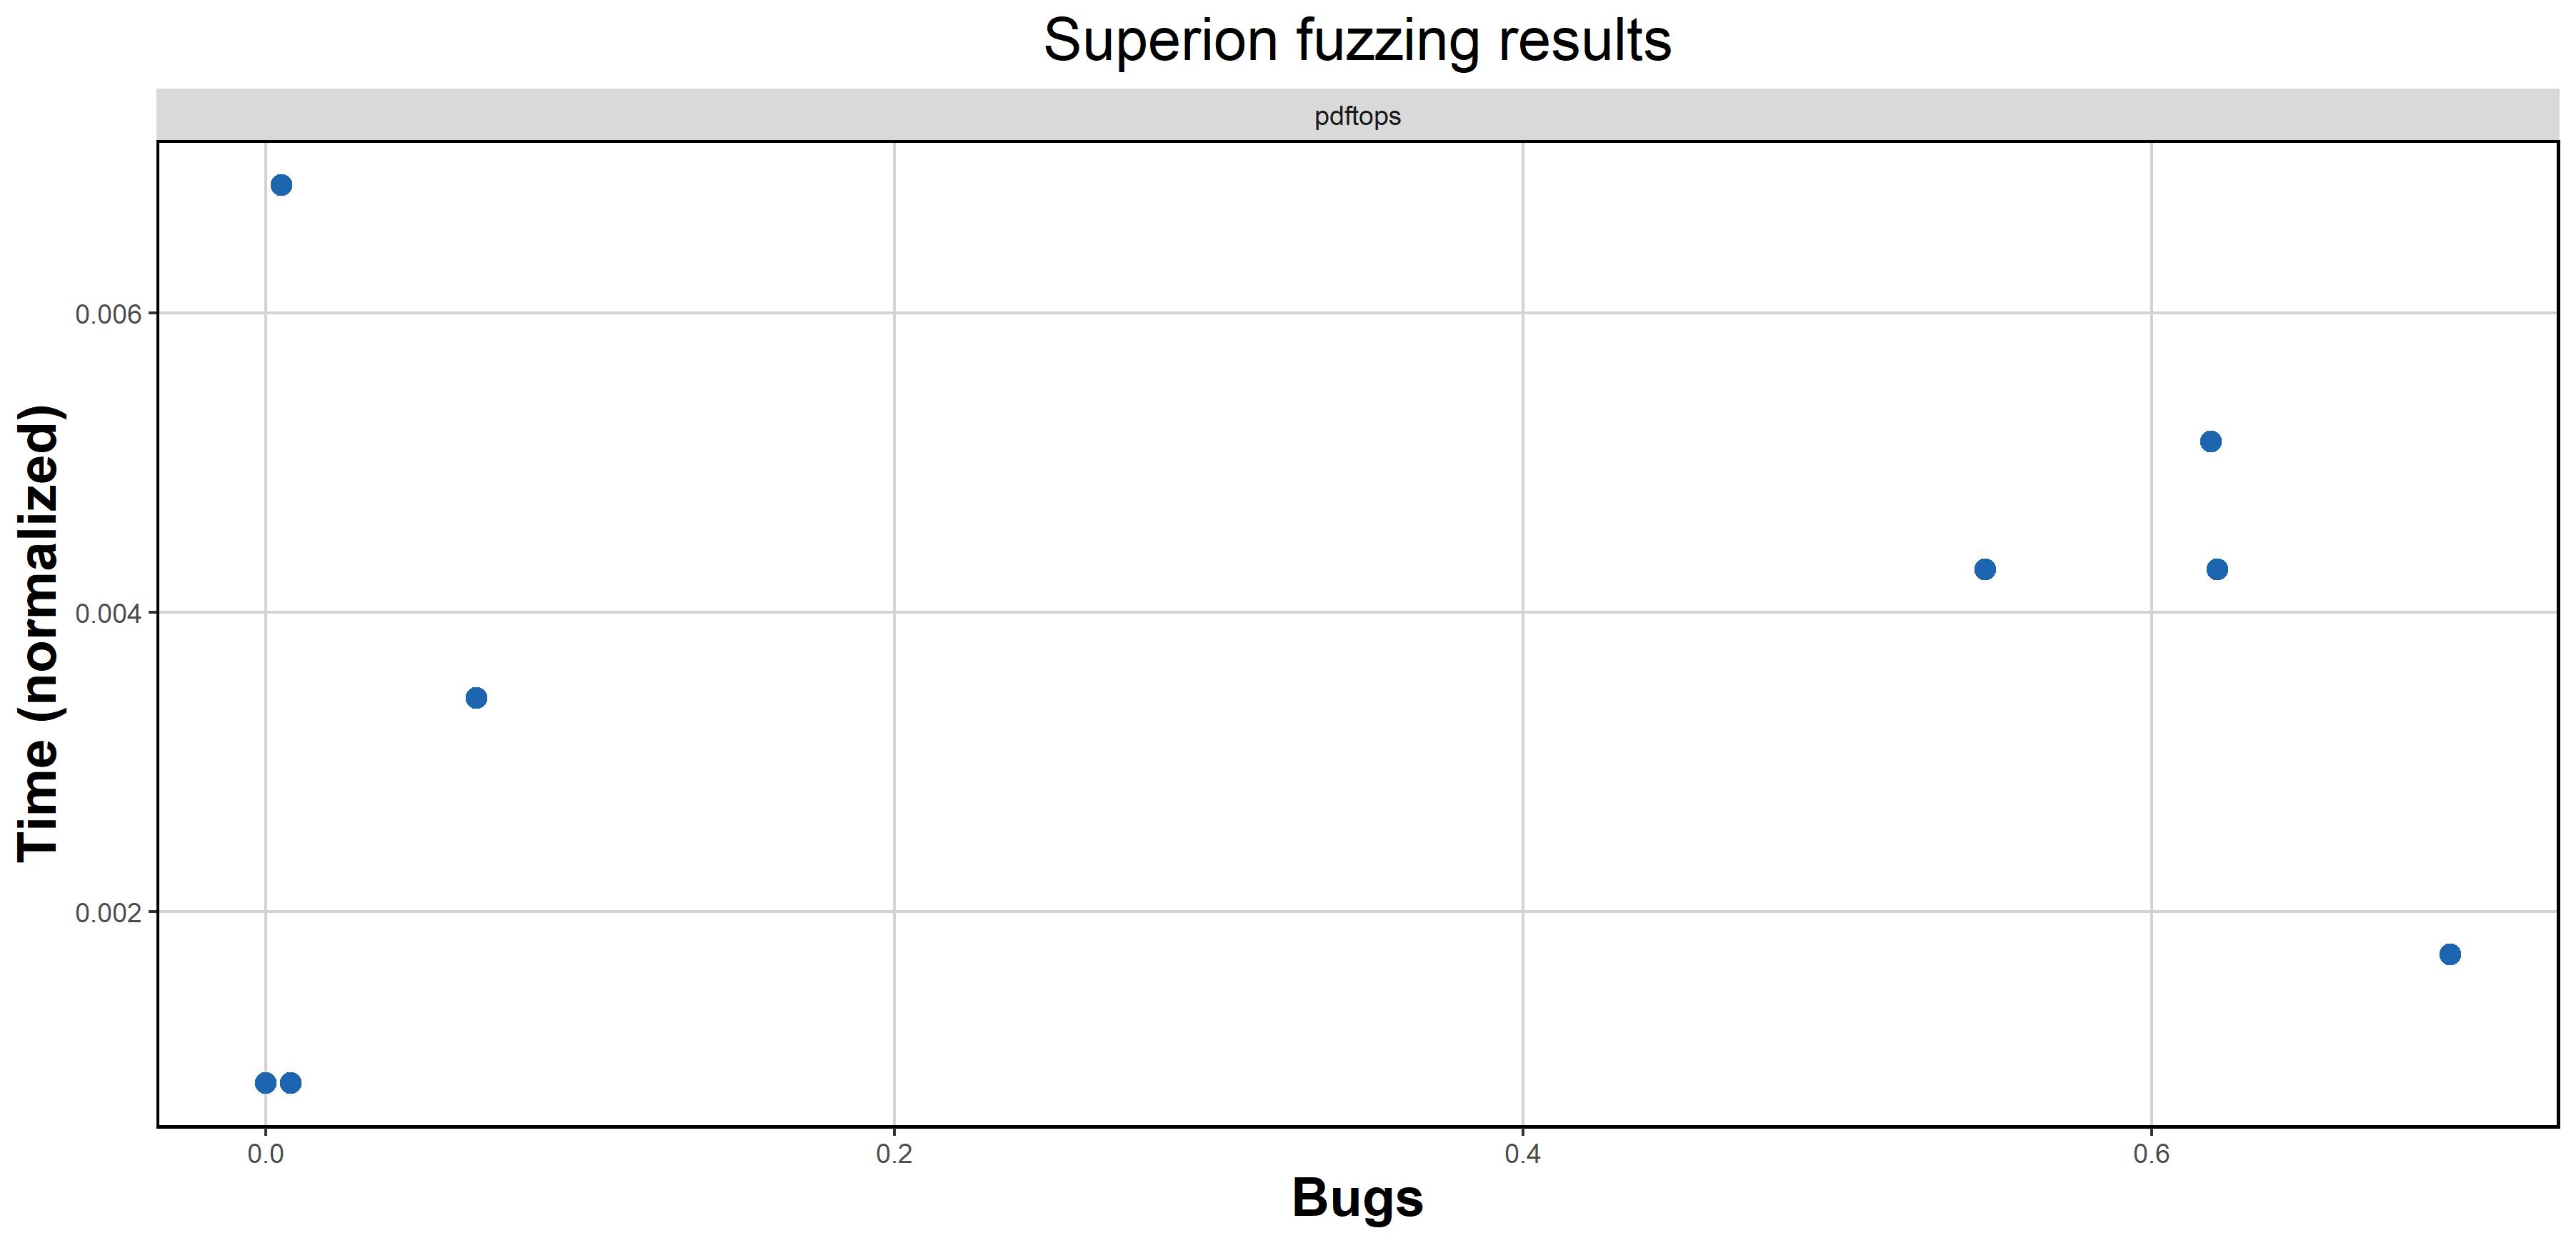 Superion fuzzing results
pdftops
Time (normalized)
0.006
0.004
0.002
0.0 0.2 0.4 0.6
Bugs